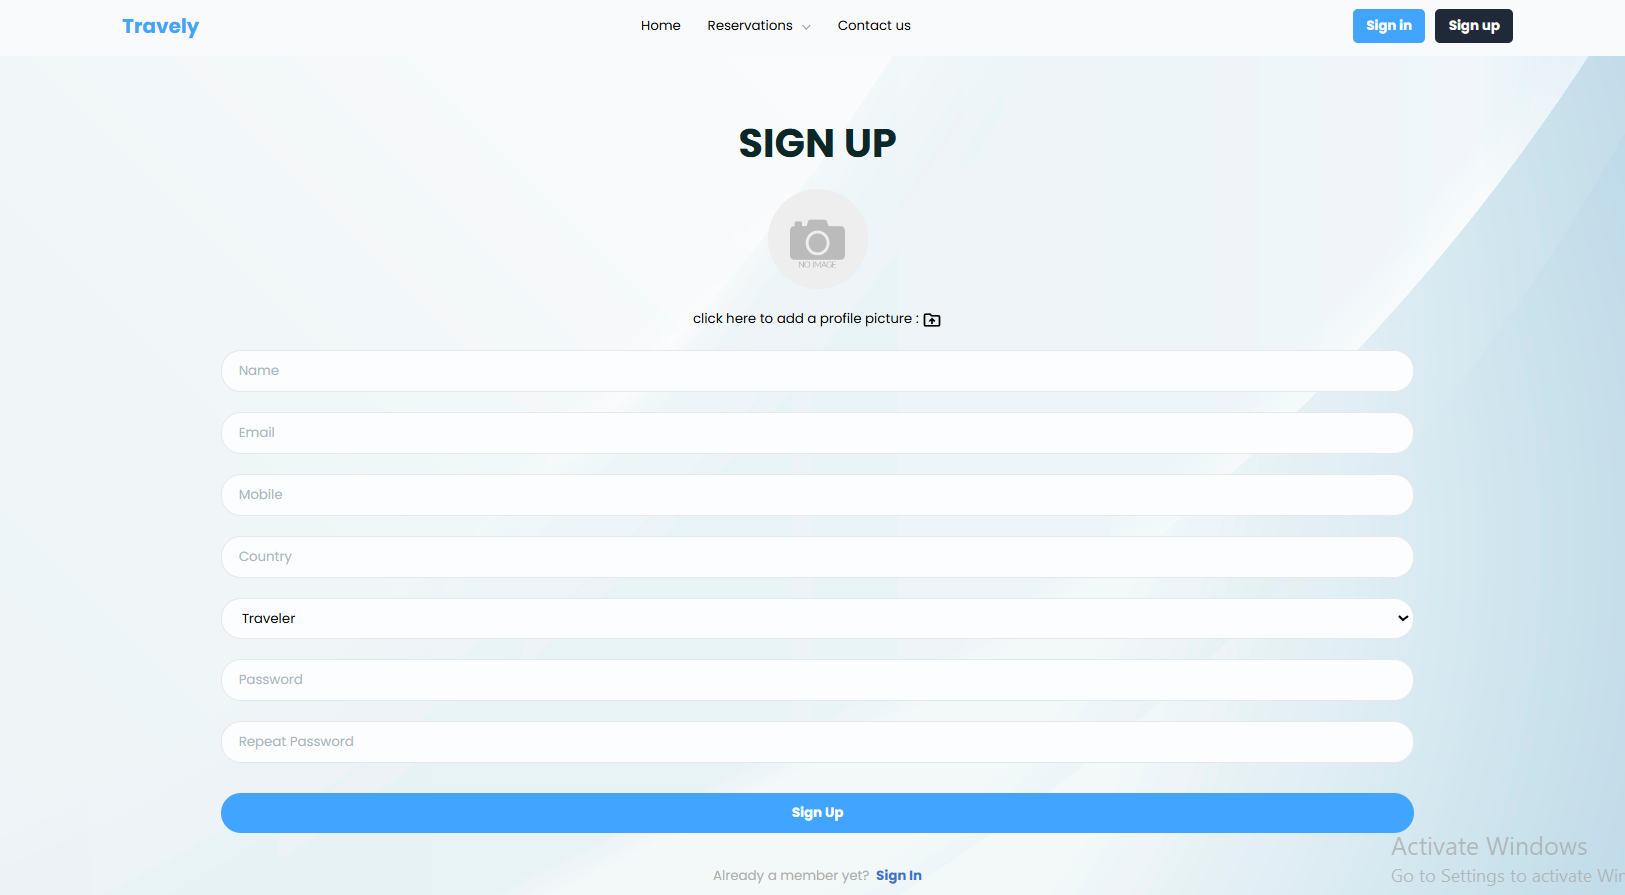 Travely
Home Reservations Contact us
Sign in Sign up
SIGN UP
NO IMAGE
click here to add a profile picture :
Name
Email
Mobile
Country
Traveler
Password
Repeat Password
Sign Up
Activate Windows
Go to Settings to activate Win
Already a member yet? Sign In